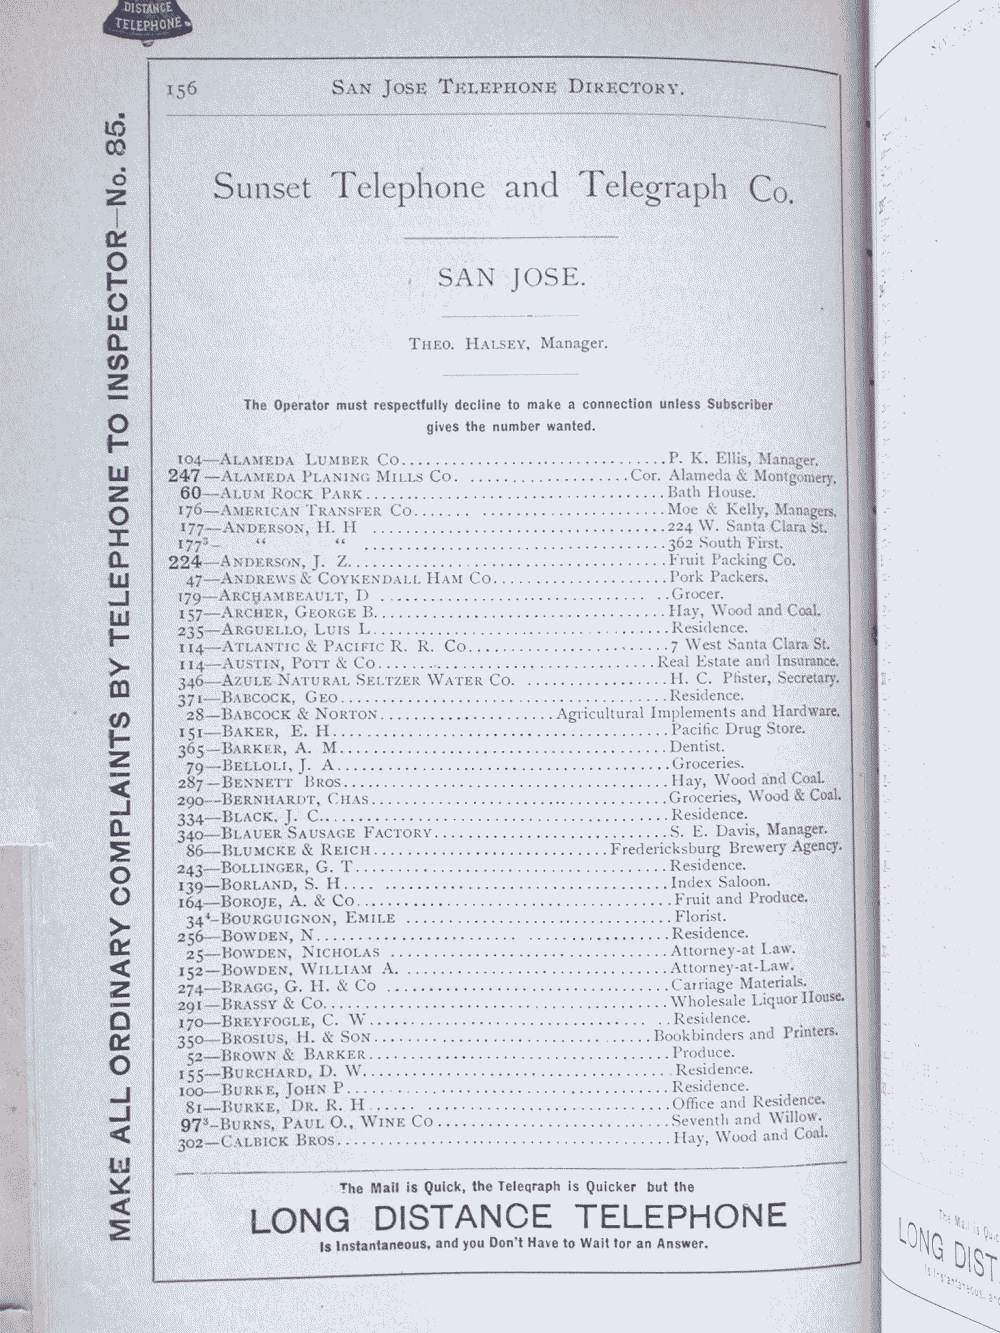 DISTANCE
TELEPHONE
MAKE ALL ORDINARY COMPLAINTS BY TELEPHONE TO INSPECTOR—No. 85.
156 SAN JOSE TELEPHONE DIRECTORY.
Sunset Telephone and Telegraph Co.
SAN JOSE.
THEO. HALSEY, Manager.
The Operator must respectfully decline to make a connection unless Subscriber
gives the number wanted.
104—ALAMEDA LUMBER CO..........................P. K. Ellis, Manager.
247—ALAMEDA PLANING MILLS CO. ..................Cor. Alameda & Montgomery.
60—ALUM ROCK PARK..............................Bath House.
176—AMERICAN TRANSFER CO.........................Moe & Kelly, Managers.
177—ANDERSON, H. H ..............................224 W. Santa Clara St.
177³— “ “ ..............................362 South First.
224—ANDERSON, J. Z...............................Fruit Packing Co.
47—ANDREWS & COYKENDALL HAM CO.................Pork Packers.
179—ARCHAMBEAULT, D .............................Grocer.
157—ARCHER, GEORGE B.............................Hay, Wood and Coal.
235—ARGUELLO, LUIS L.............................Residence.
114—ATLANTIC & PACIFIC R. R. CO..................7 West Santa Clara St.
114—AUSTIN, POTT & CO............................Real Estate and Insurance.
346—AZULE NATURAL SELTZER WATER CO. .............H. C. Pfister, Secretary.
371—BABCOCK, GEO.................................Residence.
28—BABCOCK & NORTON.................Agricultural Implements and Hardware.
151—BAKER, E. H..................................Pacific Drug Store.
365—BARKER, A. M.................................Dentist.
79—BELLOLI, J. A................................Groceries.
287—BENNETT BROS.................................Hay, Wood and Coal.
290—BERNHARDT, CHAS..............................Groceries, Wood & Coal.
334—BLACK, J. C..................................Residence.
340—BLAUER SAUSAGE FACTORY.......................S. E. Davis, Manager.
86—BLUMCKE & REICH.......................Fredericksburg Brewery Agency.
243—BOLLINGER, G. T..............................Residence.
139—BORLAND, S. H.... ...........................Index Saloon.
164—BOROJE, A. & CO..............................Fruit and Produce.
34⁴—BOURGUIGNON, EMILE ..........................Florist.
256—BOWDEN, N....................................Residence.
25—BOWDEN, NICHOLAS ............................Attorney-at Law.
152—BOWDEN, WILLIAM A. ..........................Attorney-at-Law.
274—BRAGG, G. H. & CO ...........................Carriage Materials.
291—BRASSY & CO..................................Wholesale Liquor House.
170—BREYFOGLE, C. W..............................Residence.
350—BROSIUS, H. & SON............................Bookbinders and Printers.
52—BROWN & BARKER..............................Produce.
155—BURCHARD, D. W...............................Residence.
100—BURKE, JOHN P................................Residence.
81—BURKE, DR. R. H .............................Office and Residence.
97³—BURNS, PAUL O., WINE CO......................Seventh and Willow.
302—CALBICK BROS.................................Hay, Wood and Coal.
The Mail is Quick, the Telegraph is Quicker but the
LONG DISTANCE TELEPHONE
Is Instantaneous, and you Don't Have to Wait for an Answer.
The Mail is Quic
LONG DIST
Is Instantaneous, an